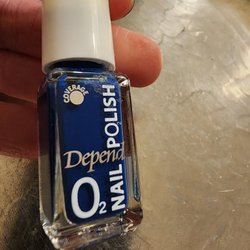 COVERAGE
Depend
O2
NAIL POLISH